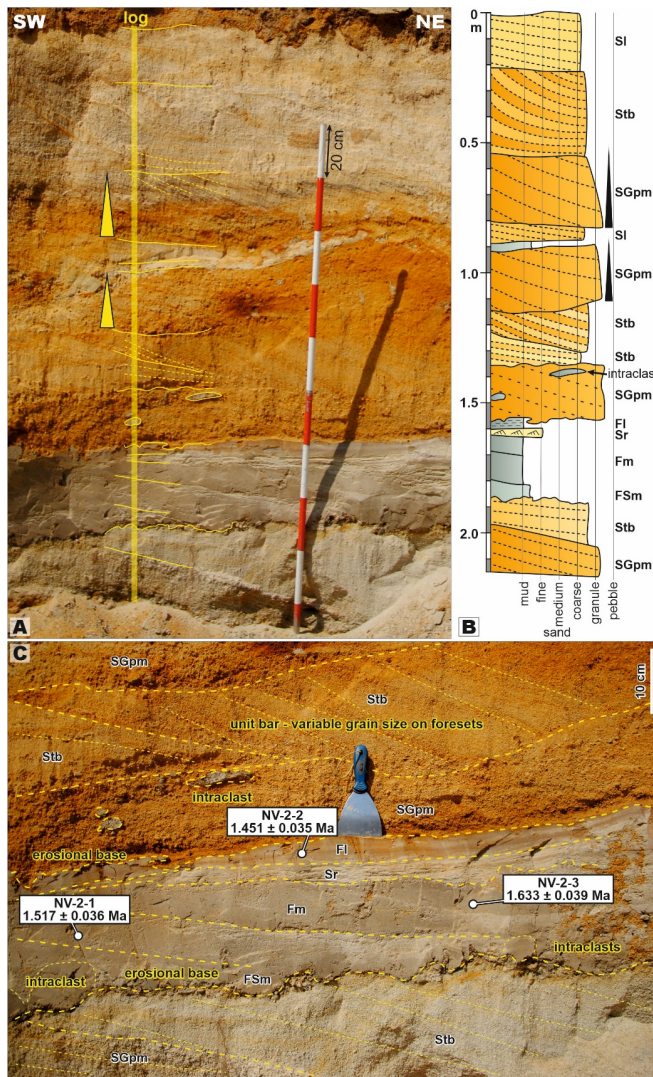 SW
log
NE
20 cm
A
0
m
0.5
1.0
1.5
2.0
Sl
Stb
SGpm
Sl
SGpm
Stb
Stb
intraclast
SGpm
Fl
Sr
Fm
FSm
Stb
SGpm
mud
fine
medium
coarse
granule
pebble
sand
B
C
SGpm
10 cm
Stb
unit bar - variable grain size on foresets
Stb
intraclast
SGpm
NV-2-2
1.451 ± 0.035 Ma
Fl
erosional base
Sr
NV-2-3
1.633 ± 0.039 Ma
NV-2-1
1.517 ± 0.036 Ma
Fm
intraclasts
erosional base
intraclast
FSm
Stb
SGpm